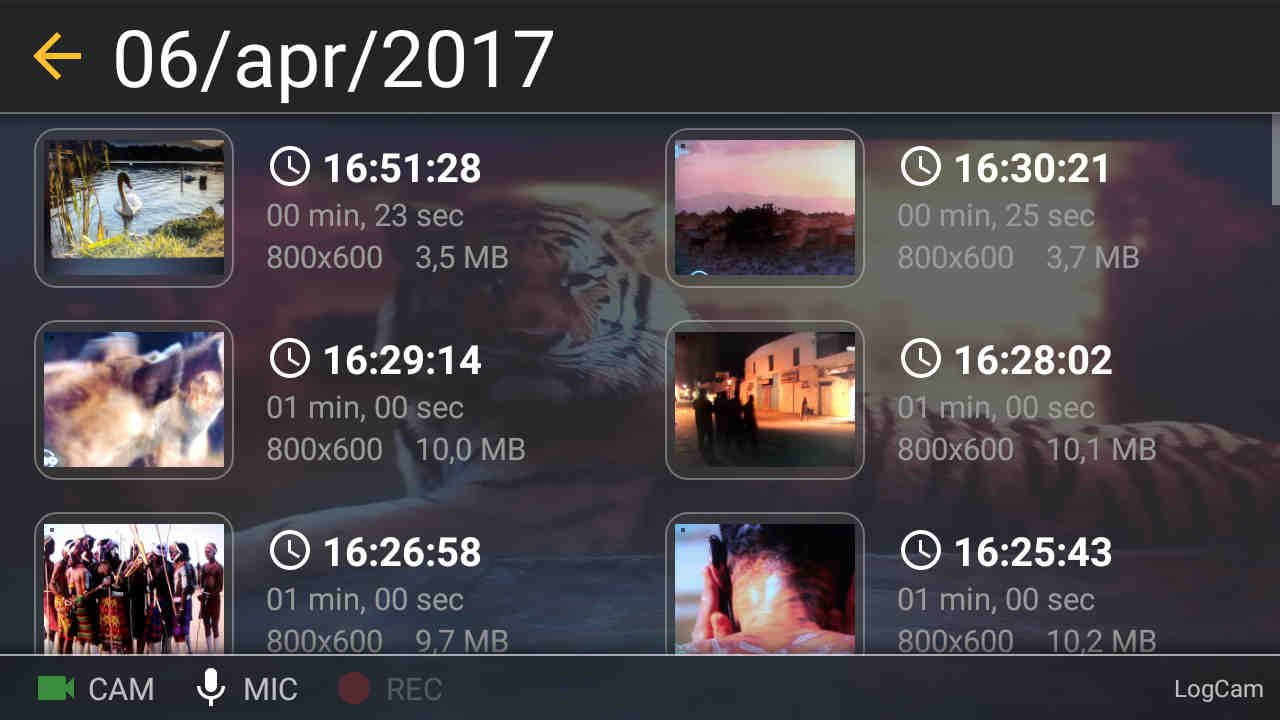 06/apr/2017
16:51:28
00 min, 23 sec
800x600 3,5 MB
16:30:21
00 min, 25 sec
800x600 3,7 MB
16:29:14
01 min, 00 sec
800x600 10,0 MB
16:28:02
01 min, 00 sec
800x600 10,1 MB
16:26:58
01 min, 00 sec
800x600 9,7 MB
16:25:43
01 min, 00 sec
800x600 10,2 MB
CAM MIC REC LogCam